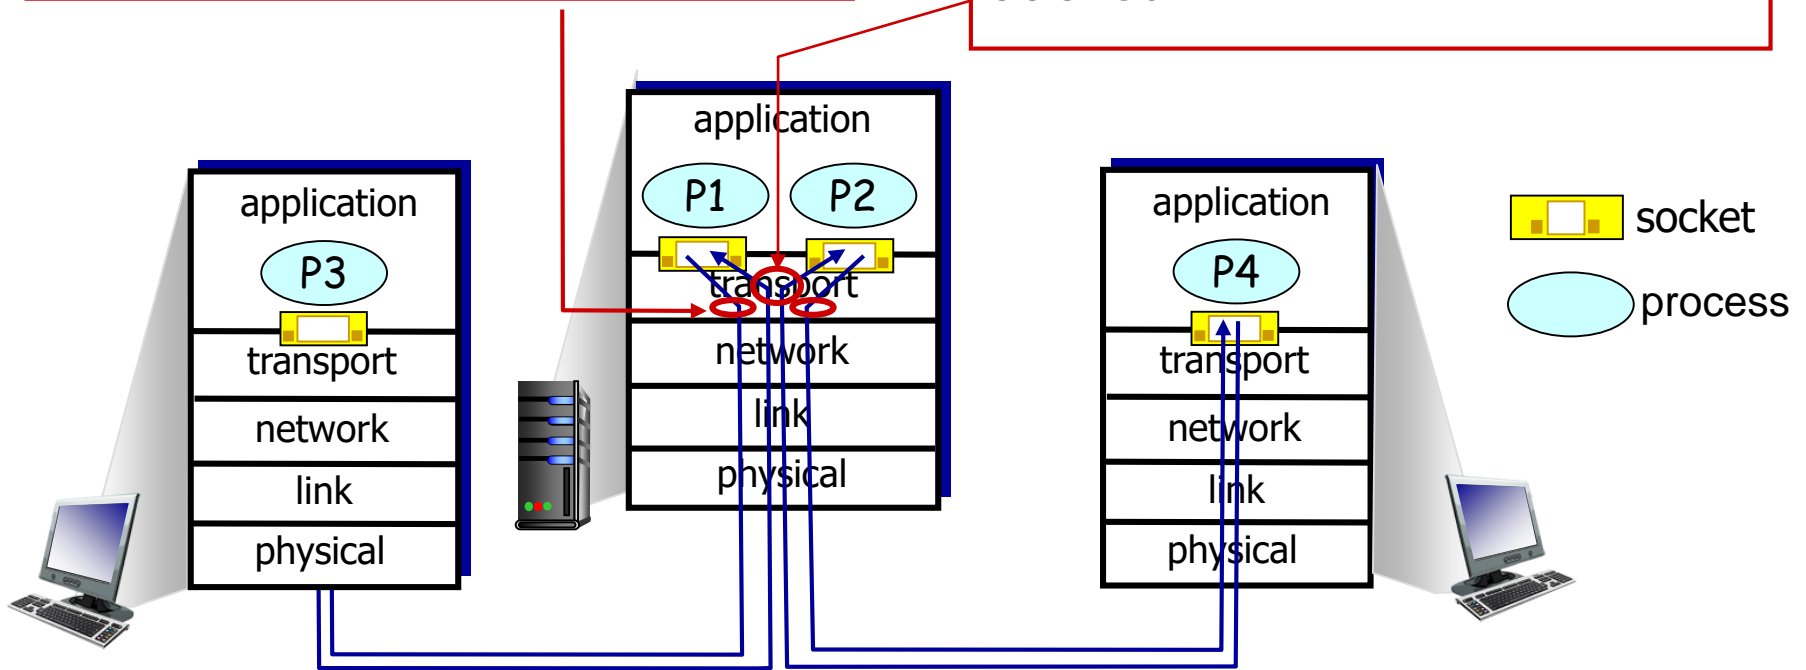 application
P1
P2
transport
network
link
physical
application
P3
transport
network
link
physical
application
P4
transport
network
link
physical
socket
process